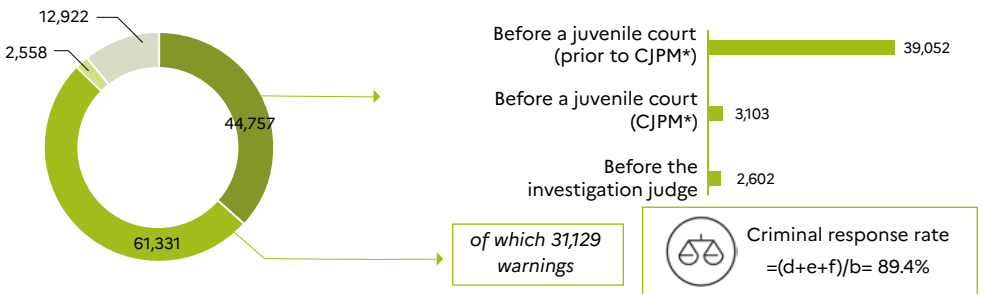 12,922
2,558
44,757
61,331
Before a juvenile court
(prior to CJPM*)
39,052
Before a juvenile court
(CJPM*)
3,103
Before the
investigation judge
2,602
of which 31,129
warnings
Criminal response rate
=(d+e+f)/b= 89.4%